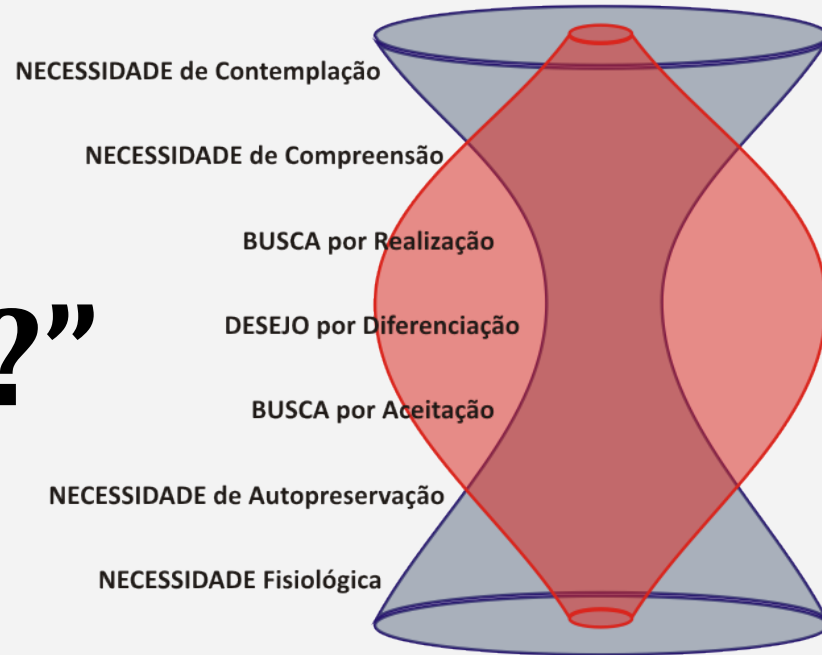 NECESSIDADE de Contemplação
NECESSIDADE de Compreensão
BUSCA por Realização
?”
DESEJO por Diferenciação
BUSCA por Aceitação
NECESSIDADE de Autopreservação
NECESSIDADE Fisiológica